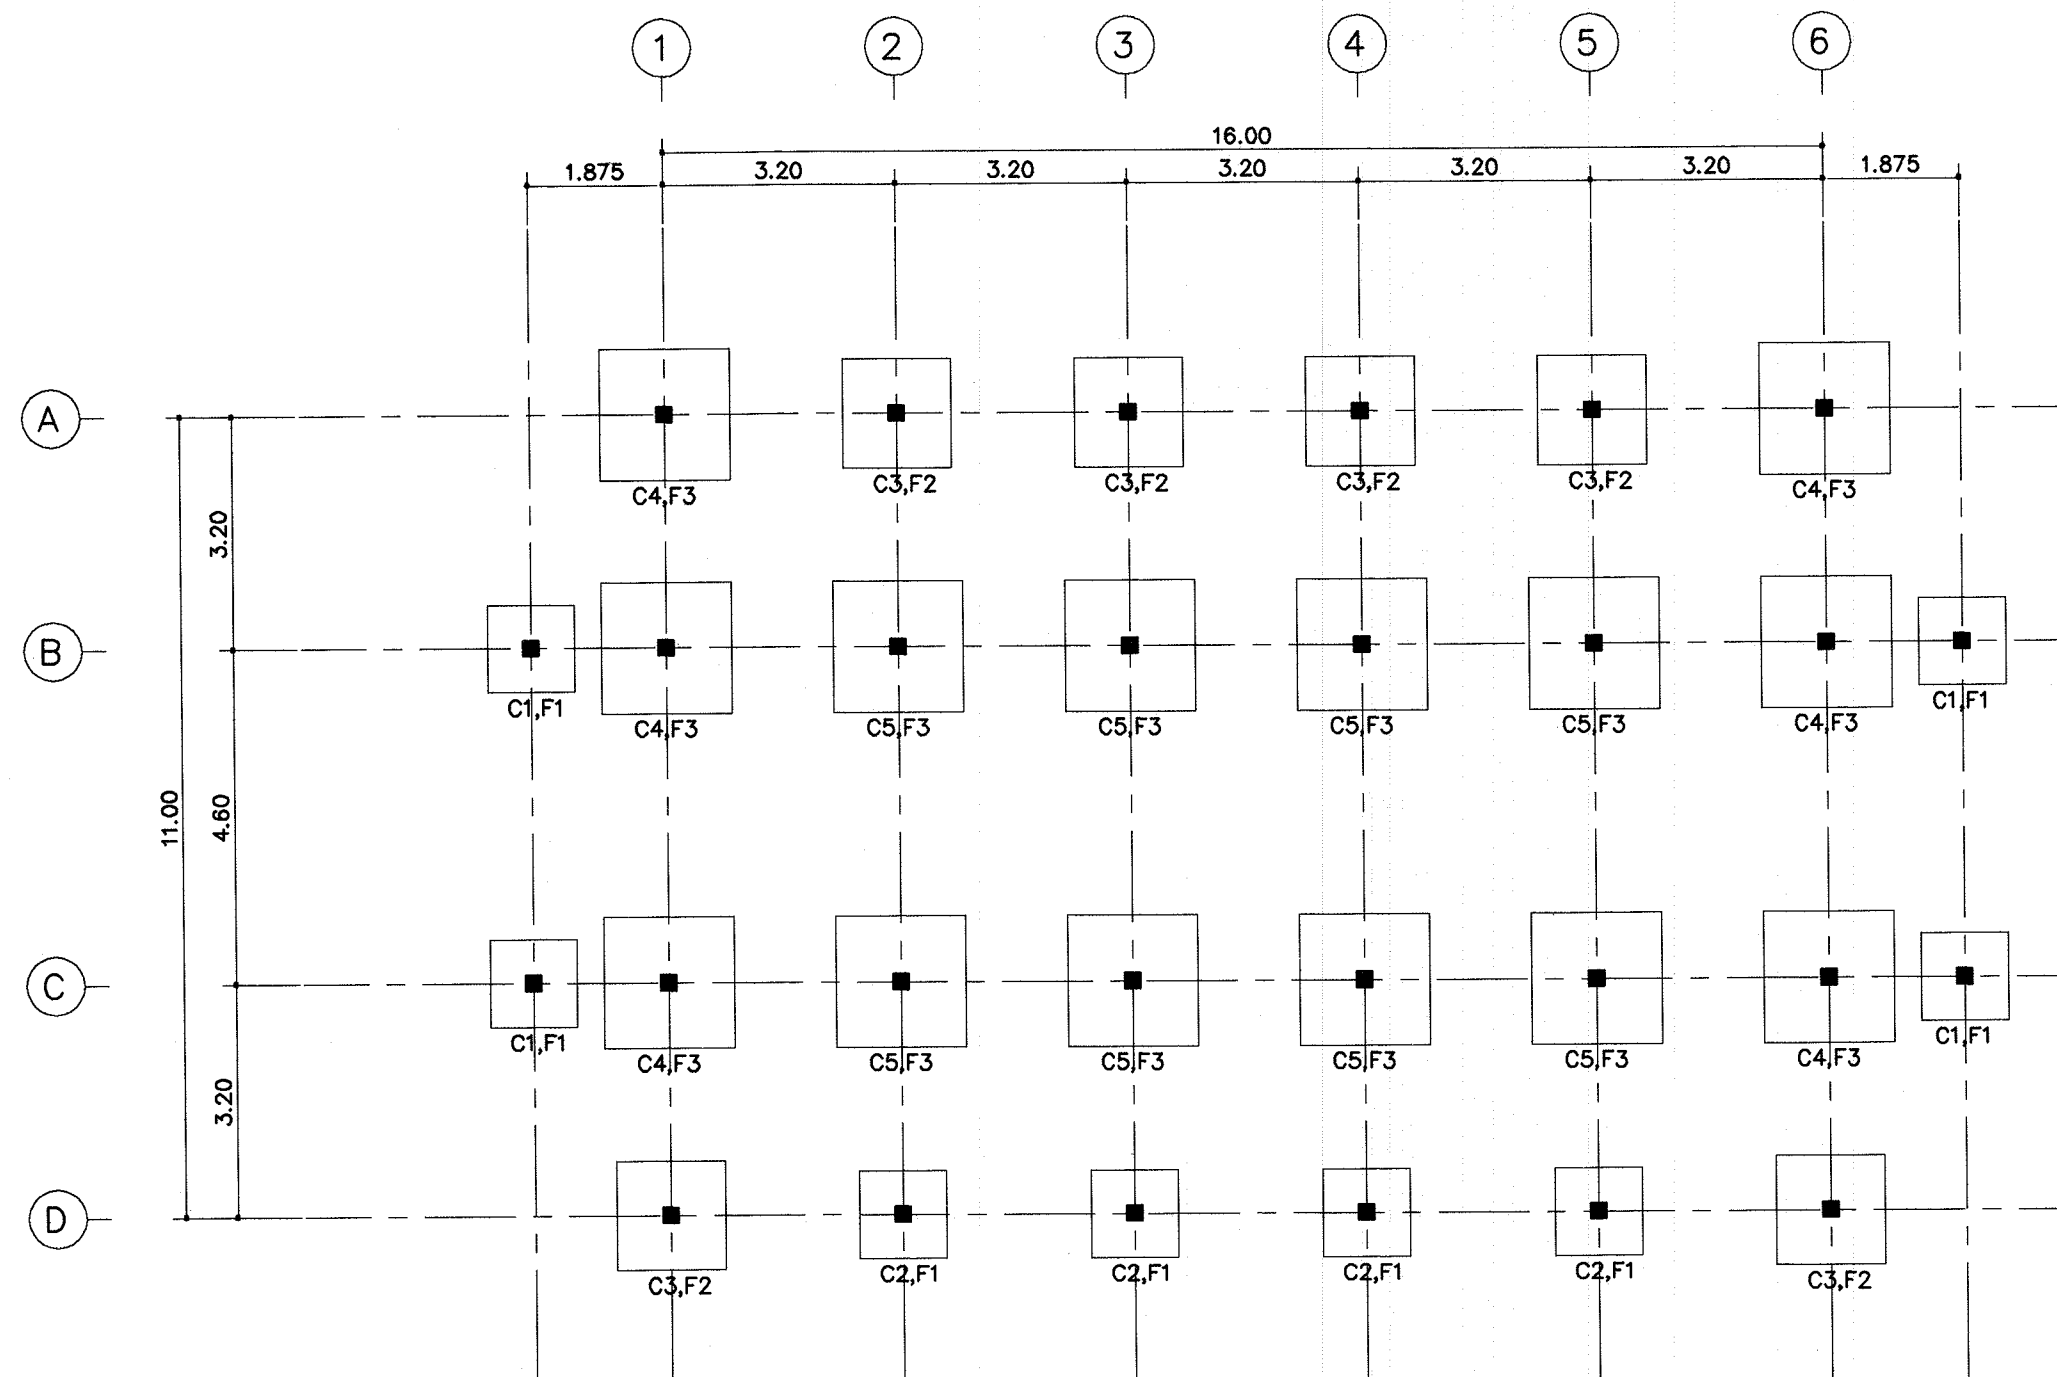 1 2 3 4 5 6
16.00
1.875 3.20 3.20 3.20 3.20 3.20 1.875
A
C4,F3 C3,F2 C3,F2 C3,F2 C3,F2 C4,F3
3.20
B
C1,F1 C4,F3 C5,F3 C5,F3 C5,F3 C5,F3 C4,F3 C1,F1
11.00 4.60
C
C1,F1 C4,F3 C5,F3 C5,F3 C5,F3 C5,F3 C4,F3 C1,F1
3.20
D
C3,F2 C2,F1 C2,F1 C2,F1 C2,F1 C3,F2